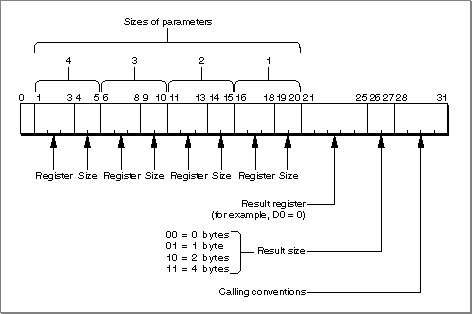 Sizes of parameters
4 3 2 1
0 1 3 4 5 6 8 9 10 11 13 14 15 16 18 19 20 21 25 26 27 28 31
Register Size Register Size Register Size Register Size
Result register
(for example, D0 = 0)
00 = 0 bytes
01 = 1 byte
10 = 2 bytes
11 = 4 bytes
Result size
Calling conventions